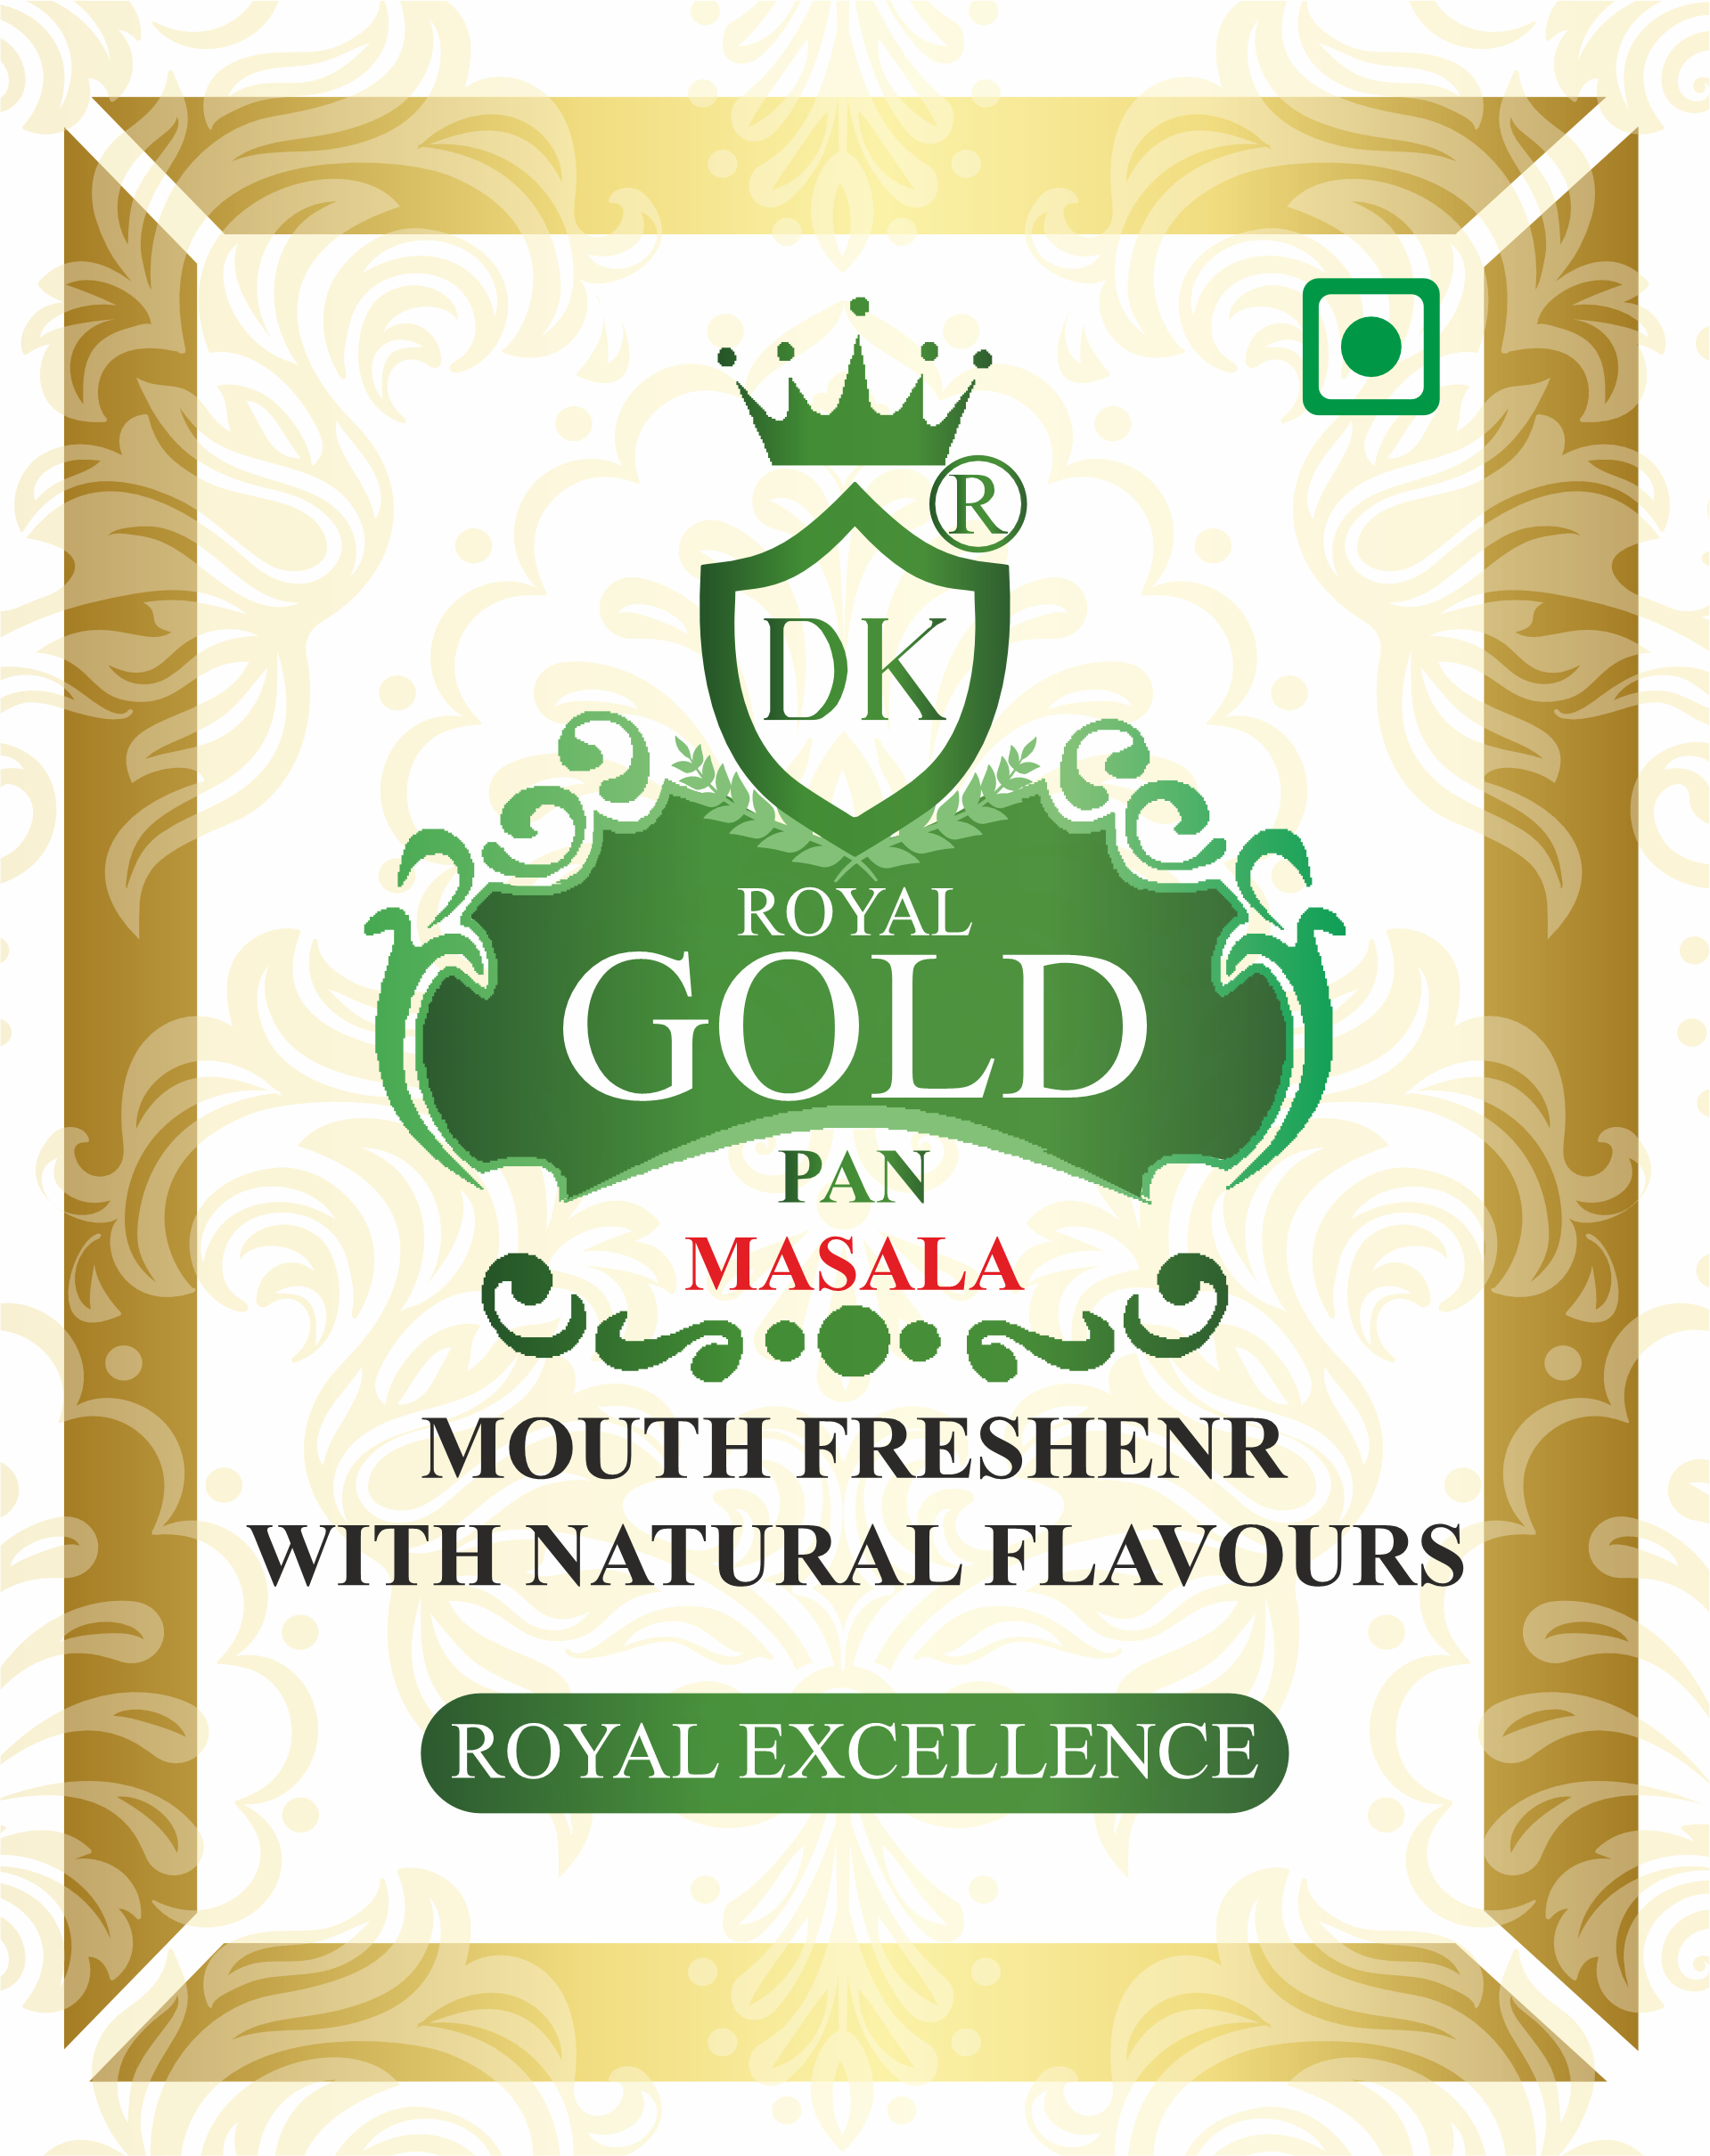 ®
DK
ROYAL
GOLD
PAN
MASALA
MOUTH FRESHENR
WITH NATURAL FLAVOURS
ROYAL EXCELLENCE